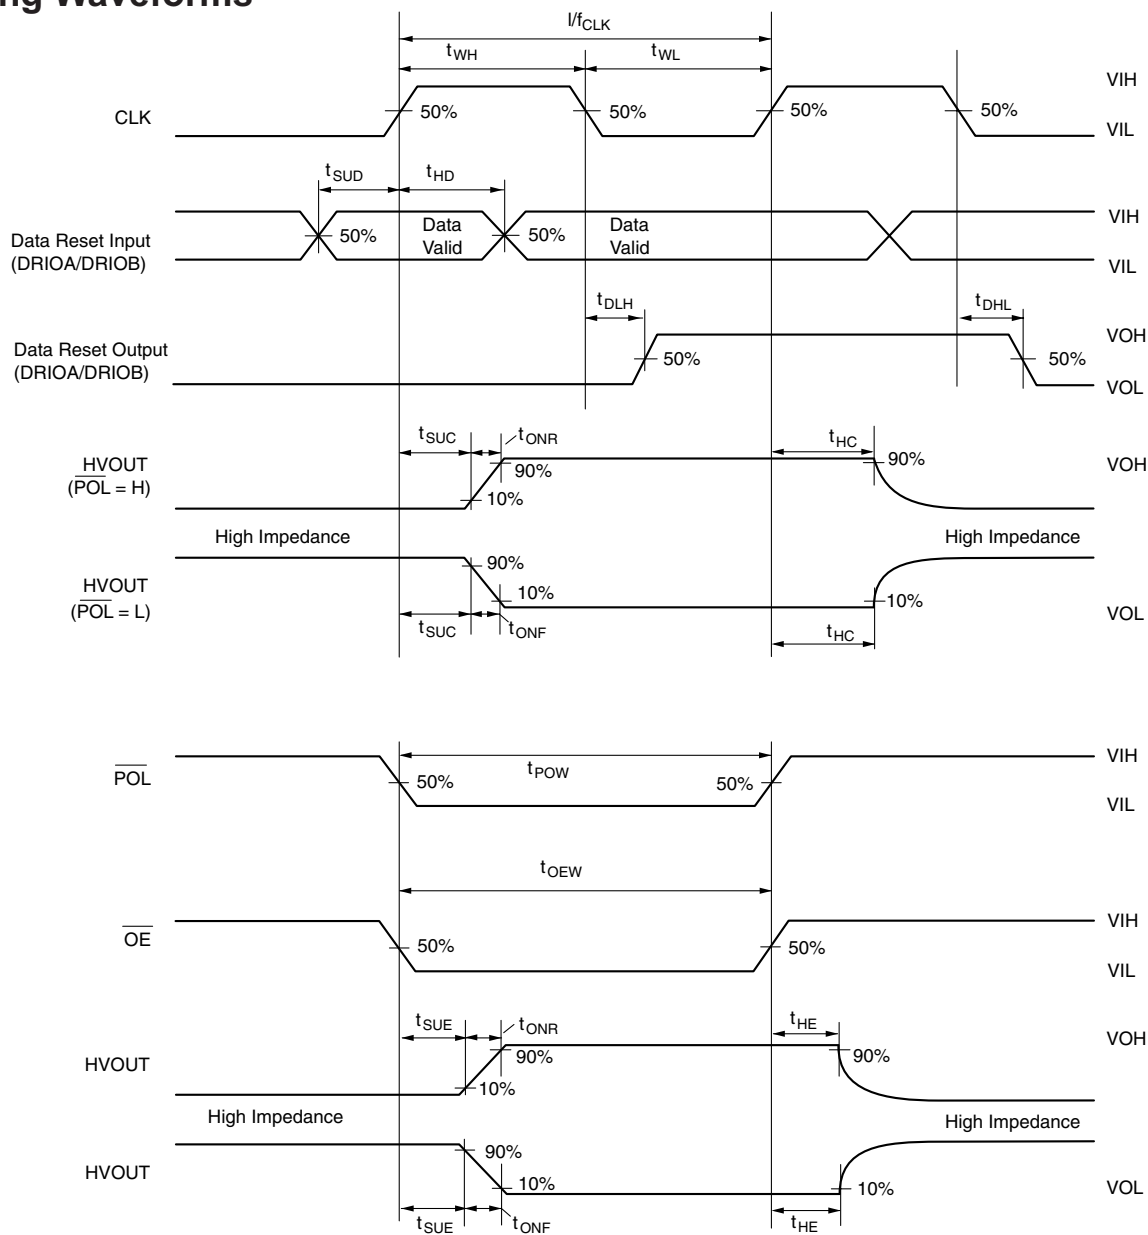 ng Waveforms
l/fCLK
tWH
tWL
CLK
50%
50%
50%
50%
VIH
VIL
tSUD
tHD
Data Reset Input
(DRIOA/DRIOB)
50%
Data
Valid
50%
Data
Valid
VIH
VIL
tDLH
tDHL
Data Reset Output
(DRIOA/DRIOB)
50%
50%
VOH
VOL
tSUC
tONR
tHC
HVOUT
(P̅O̅L̅ = H)
90%
10%
90%
VOH
High Impedance
High Impedance
HVOUT
(P̅O̅L̅ = L)
90%
10%
10%
VOL
tSUC
tONF
tHC
P̅O̅L̅
tPOW
50%
50%
VIH
VIL
tOEW
O̅E̅
50%
50%
VIH
VIL
tSUE
tONR
tHE
HVOUT
90%
10%
90%
VOH
High Impedance
High Impedance
HVOUT
90%
10%
10%
VOL
tSUE
tONF
tHE